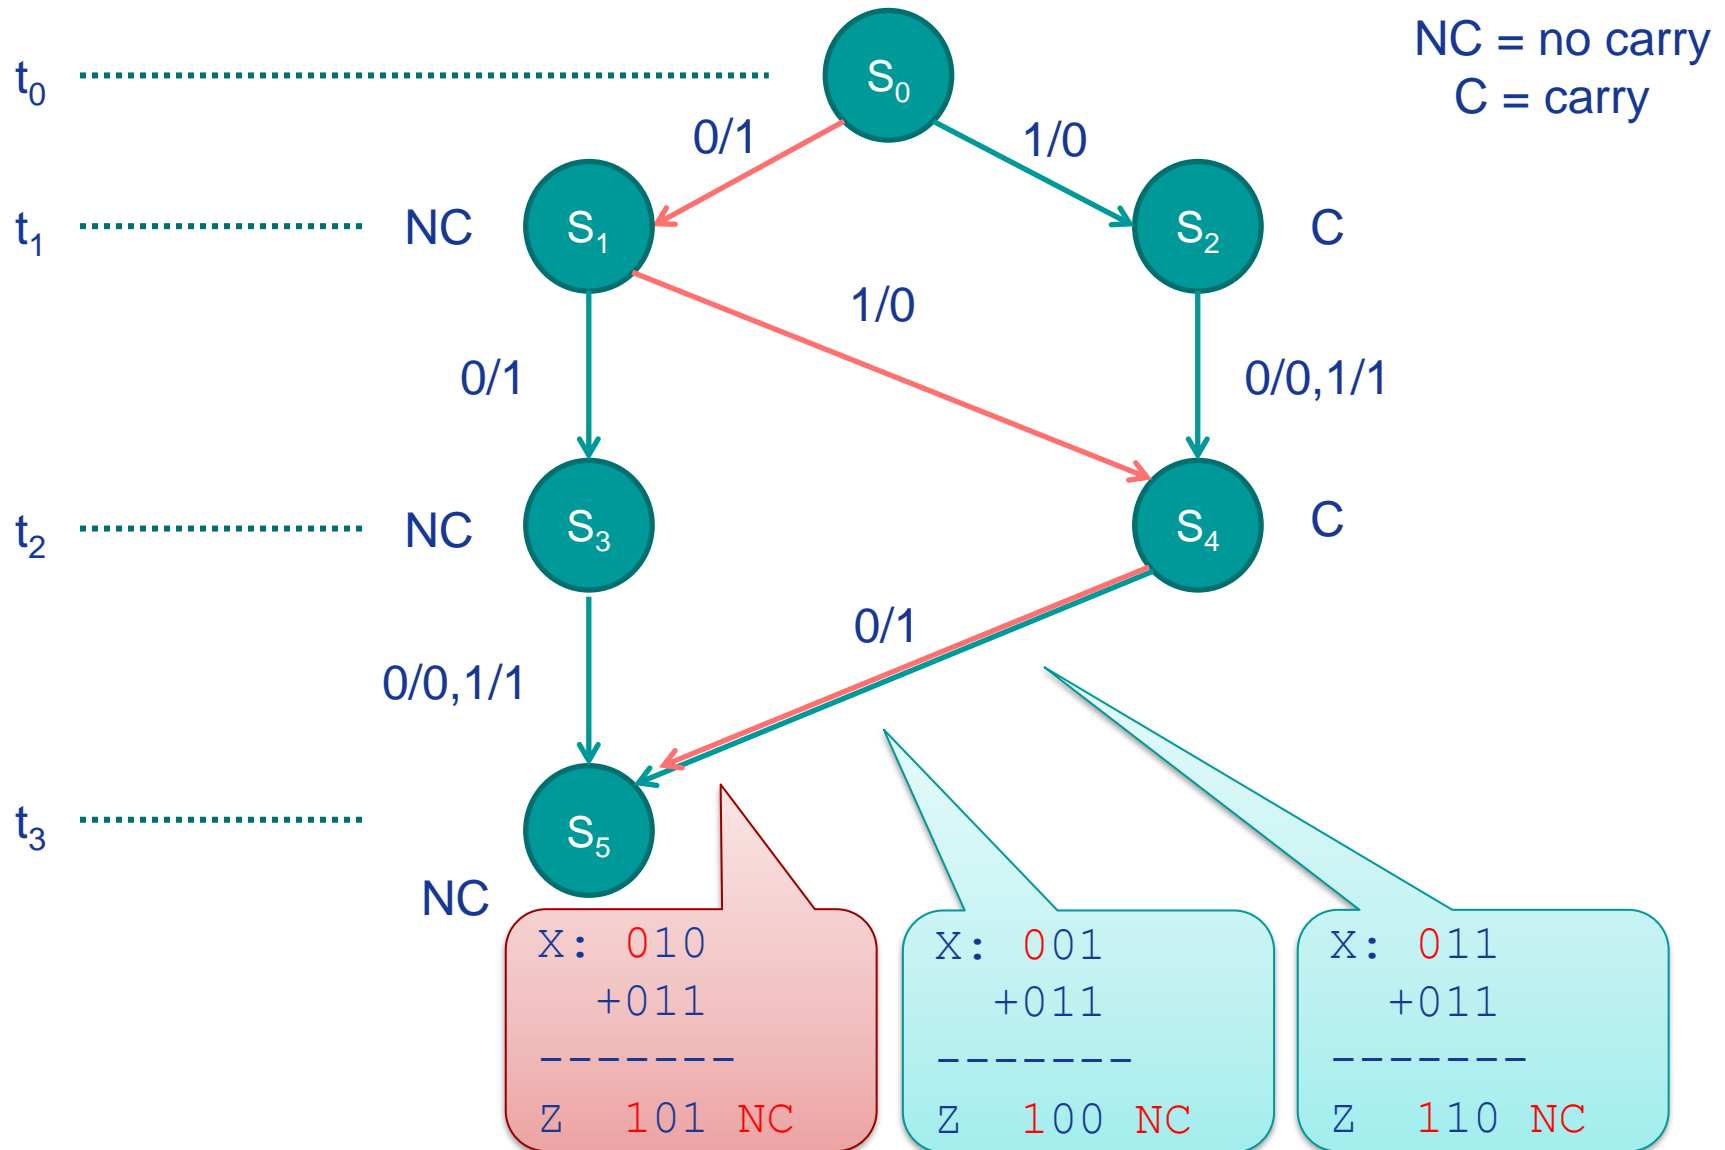 NC = no carry
C = carry
t0
S0
0/1
1/0
t1
NC
S1
S2
C
1/0
0/1
0/0,1/1
t2
NC
S3
S4
C
0/1
0/0,1/1
t3
S5
NC
X: 010
+011
-------
Z 101 NC
X: 001
+011
-------
Z 100 NC
X: 011
+011
-------
Z 110 NC